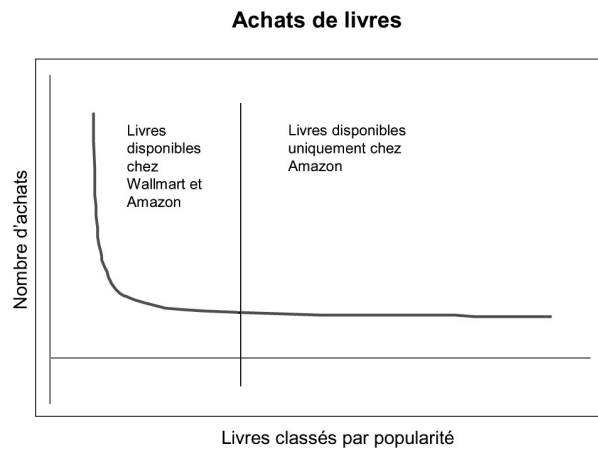 Achats de livres
Livres
disponibles
chez
Wallmart et
Amazon
Livres disponibles
uniquement chez
Amazon
Nombre d'achats
Livres classés par popularité